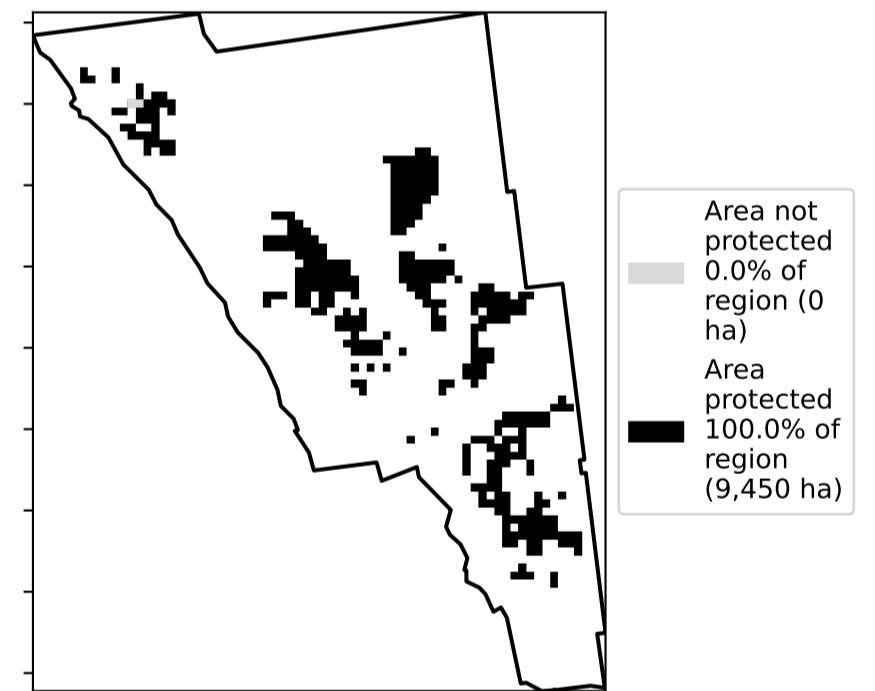 Area not
protected
0.0% of
region (0
ha)
Area
protected
100.0% of
region
(9,450 ha)